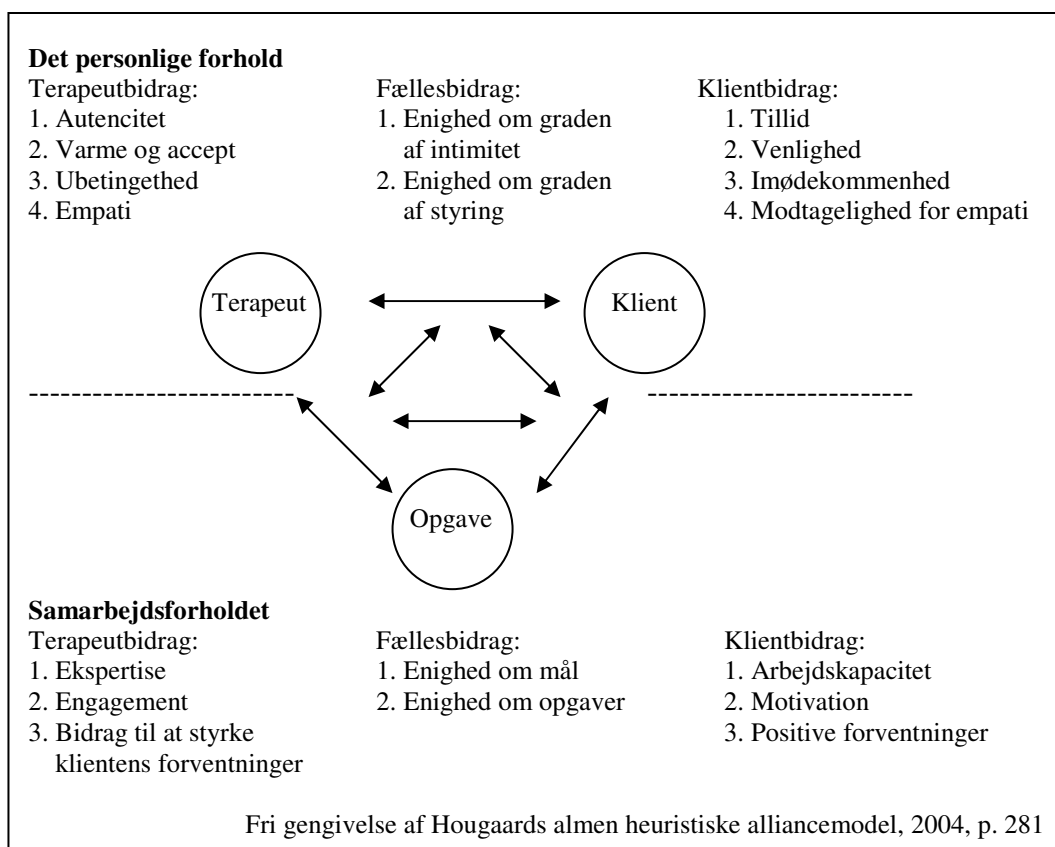 Det personlige forhold
Terapeutbidrag:
1. Autencitet
2. Varme og accept
3. Ubetingethed
4. Empati
Fællesbidrag:
1. Enighed om graden
af intimitet
2. Enighed om graden
af styring
Klientbidrag:
1. Tillid
2. Venlighed
3. Imødekommenhed
4. Modtagelighed for empati
Terapeut
Klient
Opgave
Samarbejdsforholdet
Terapeutbidrag:
1. Ekspertise
2. Engagement
3. Bidrag til at styrke
klientens forventninger
Fællesbidrag:
1. Enighed om mål
2. Enighed om opgaver
Klientbidrag:
1. Arbejdskapacitet
2. Motivation
3. Positive forventninger
Fri gengivelse af Hougaards almen heuristiske alliancemodel, 2004, p. 281